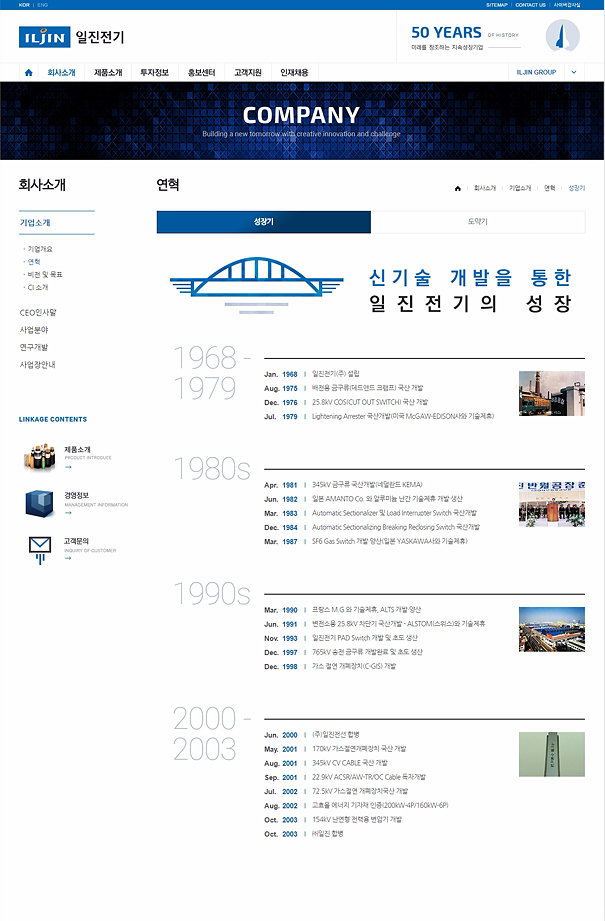 KOR | ENG
SITEMAP | CONTACT US | 사이버감사실
ILJIN 일진전기
50 YEARS OF HISTORY
미래를 창조하는 지속성장기업
회사소개 제품소개 투자정보 홍보센터 고객지원 인재채용
ILJIN GROUP
COMPANY
Building a new tomorrow with creative innovation and challenge
회사소개
연혁
회사소개 | 기업소개 | 연혁 | 성장기
기업소개
· 기업개요
· 연혁
· 비전 및 목표
· CI 소개
CEO인사말
사업분야
연구개발
사업장안내
LINKAGE CONTENTS
제품소개
PRODUCT INTRODUCE
경영정보
MANAGEMENT INFORMATION
고객문의
INQUIRY OF CUSTOMER
성장기
도약기
신기술 개발을 통한
일진전기의 성장
1968 -
1979
Jan. 1968 | 일진전기(주) 설립
Aug. 1975 | 배전용 금구류(데드앤드 크램프) 국산 개발
Dec. 1976 | 25.8kV COS(CUT OUT SWITCH) 국산 개발
Jul. 1979 | Lightening Arrester 국산개발(미국 McGAW-EDISON사와 기술제휴)
1980s
Apr. 1981 | 345kV 금구류 국산개발(네덜란드 KEMA)
Jun. 1982 | 일본 AMANTO Co. 와 알루미늄 난간 기술제휴 개발·생산
Mar. 1983 | Automatic Sectionalizer 및 Load Interrupter Switch 국산개발
Dec. 1984 | Automatic Sectionalizing Breaking Reclosing Switch 국산개발
Mar. 1987 | SF6 Gas Switch 개발·양산(일본 YASKAWA사와 기술제휴)
1990s
Mar. 1990 | 프랑스 M.G 와 기술제휴, ALTS 개발·양산
Jun. 1991 | 변전소용 25.8kV 차단기 국산개발 - ALSTOM(스위스)와 기술제휴
Nov. 1993 | 일진전기 PAD Switch 개발 및 초도 생산
Dec. 1997 | 765kV 송전 금구류 개발완료 및 초도 생산
Dec. 1998 | 가스 절연 개폐장치(C-GIS) 개발
2000 -
2003
Jun. 2000 | (주)일진전선 합병
May. 2001 | 170kV 가스절연개폐장치 국산 개발
Aug. 2001 | 345kV CV CABLE 국산 개발
Sep. 2001 | 22.9kV ACSR/AW-TR/OC Cable 독자개발
Jul. 2002 | 72.5kV 가스절연 개폐장치국산 개발
Aug. 2002 | 고효율 에너지 기자재 인증(200kW-4P/160kW-6P)
Oct. 2003 | 154kV 난연형 전력용 변압기 개발
Oct. 2003 | ㈜일진 합병